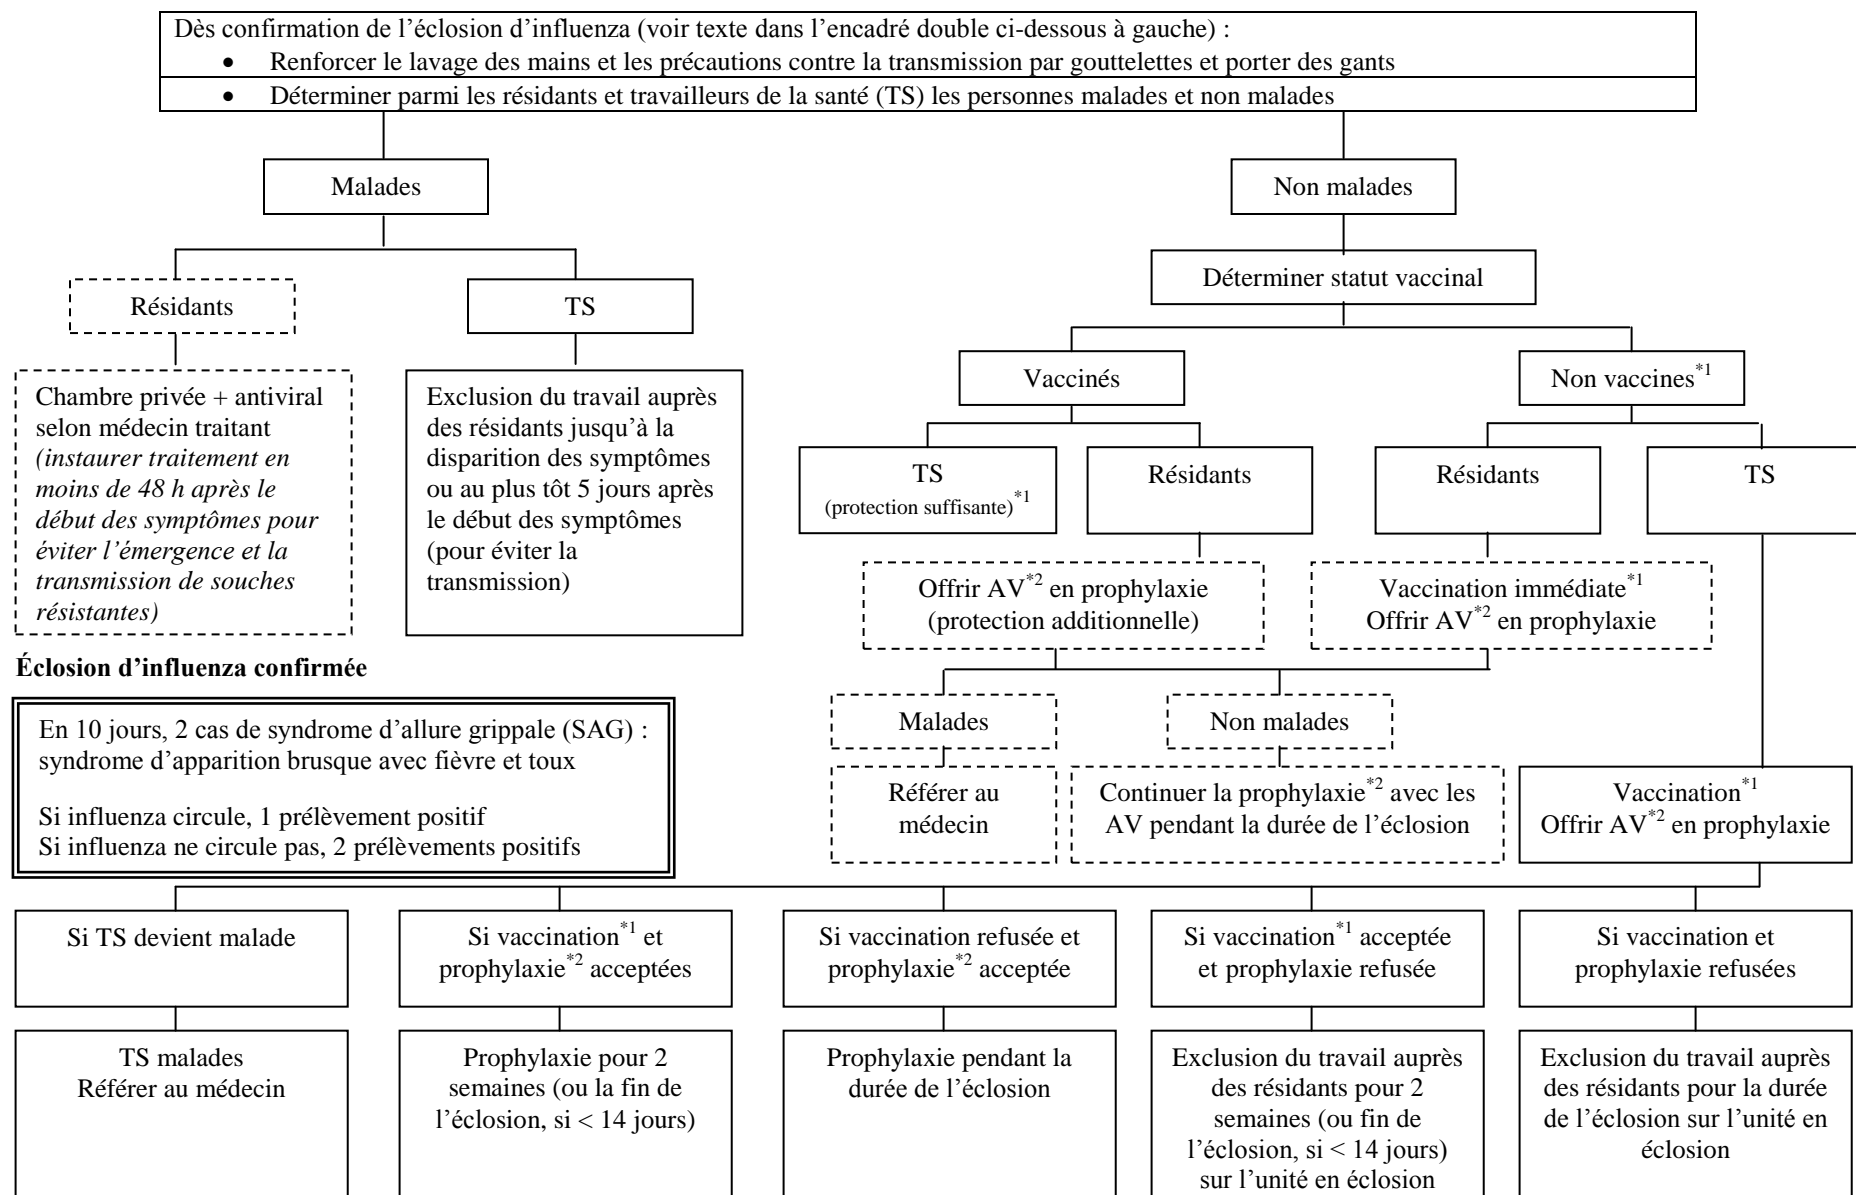 Dès confirmation de l’éclosion d’influenza (voir texte dans l’encadré double ci-dessous à gauche) :
• Renforcer le lavage des mains et les précautions contre la transmission par gouttelettes et porter des gants
• Déterminer parmi les résidants et travailleurs de la santé (TS) les personnes malades et non malades
Malades
Non malades
Résidants
TS
Déterminer statut vaccinal
Chambre privée + antiviral
selon médecin traitant
(instaurer traitement en
moins de 48 h après le
début des symptômes pour
éviter l’émergence et la
transmission de souches
résistantes)
Exclusion du travail auprès
des résidants jusqu’à la
disparition des symptômes
ou au plus tôt 5 jours après
le début des symptômes
(pour éviter la
transmission)
Vaccinés
Non vaccines*1
TS
(protection suffisante)*1
Résidants
Résidants
TS
Offrir AV*2 en prophylaxie
(protection additionnelle)
Vaccination immédiate*1
Offrir AV*2 en prophylaxie
Malades
Non malades
Référer au
médecin
Continuer la prophylaxie*2 avec les
AV pendant la durée de l’éclosion
Vaccination*1
Offrir AV*2 en prophylaxie
Éclosion d’influenza confirmée
En 10 jours, 2 cas de syndrome d’allure grippale (SAG) :
syndrome d’apparition brusque avec fièvre et toux
Si influenza circule, 1 prélèvement positif
Si influenza ne circule pas, 2 prélèvements positifs
Si TS devient malade
Si vaccination*1 et
prophylaxie*2 acceptées
Si vaccination refusée et
prophylaxie*2 acceptée
Si vaccination*1 acceptée
et prophylaxie refusée
Si vaccination et
prophylaxie refusées
TS malades
Référer au médecin
Prophylaxie pour 2
semaines (ou la fin de
l’éclosion, si < 14 jours)
Prophylaxie pendant la
durée de l’éclosion
Exclusion du travail auprès
des résidants pour 2
semaines (ou fin de
l’éclosion, si < 14 jours)
sur l’unité en éclosion
Exclusion du travail auprès
des résidants pour la durée
de l’éclosion sur l’unité en
éclosion